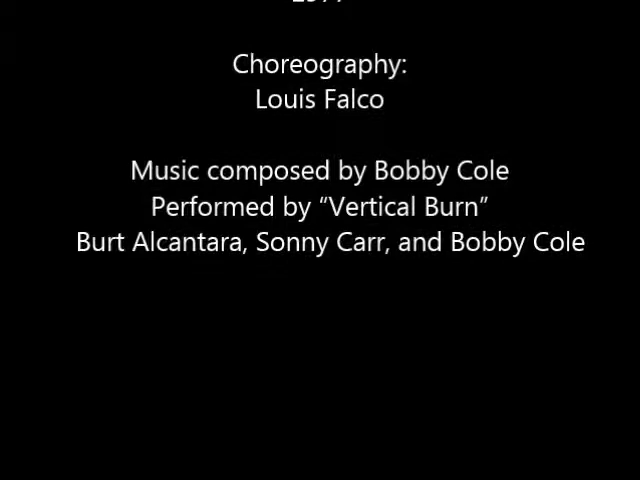 Choreography:
Louis Falco
Music composed by Bobby Cole
Performed by “Vertical Burn”
Burt Alcantara, Sonny Carr, and Bobby Cole